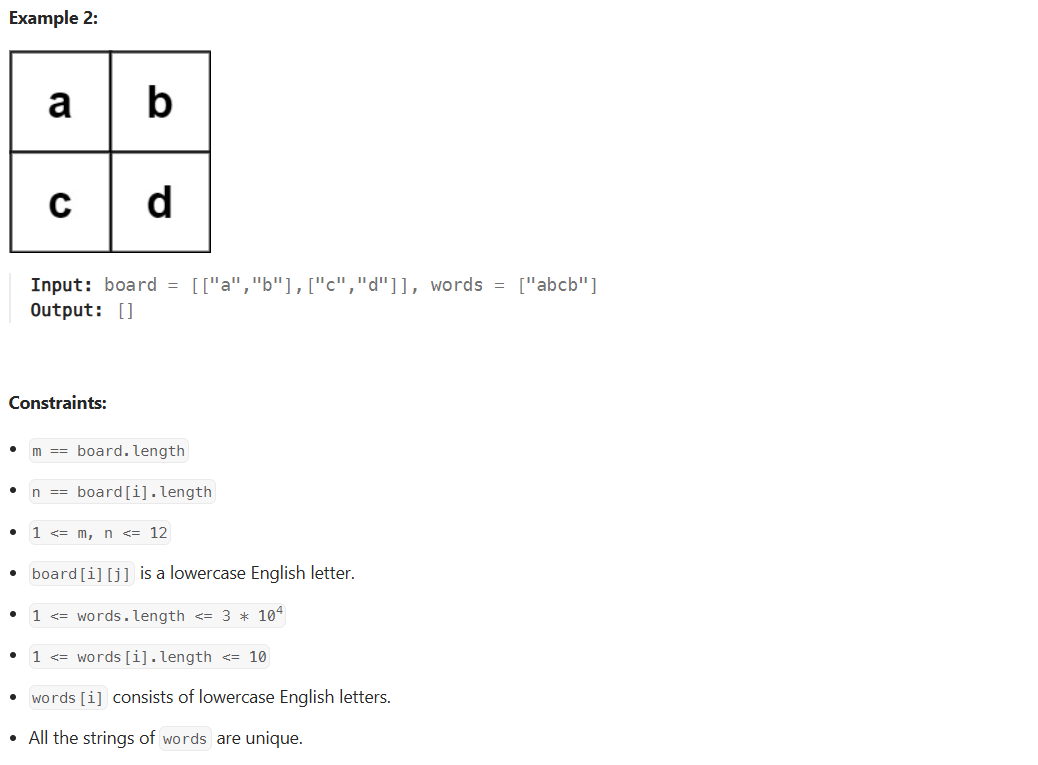 Example 2:
a b
c d
Input: board = [["a","b"],["c","d"]], words = ["abcb"]
Output: []
Constraints:
• m == board.length
• n == board[i].length
• 1 <= m, n <= 12
• board[i][j] is a lowercase English letter.
• 1 <= words.length <= 3 * 10⁴
• 1 <= words[i].length <= 10
• words[i] consists of lowercase English letters.
• All the strings of words are unique.